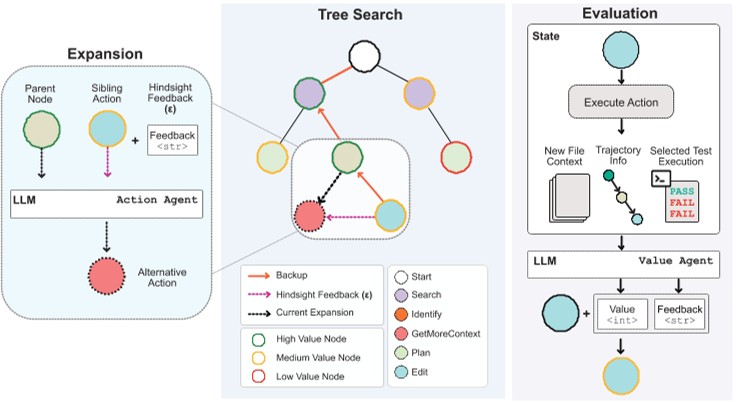 Expansion
Parent
Node
Sibling
Action
Hindsight
Feedback
(ε)
+
Feedback
<str>
LLM
Action Agent
Alternative
Action
Tree Search
Backup
Hindsight Feedback (ε)
Current Expansion
High Value Node
Medium Value Node
Low Value Node
Start
Search
Identify
GetMoreContext
Plan
Edit
Evaluation
State
Execute Action
New File
Context
Trajectory
Info
Selected Test
Execution
>_
PASS
FAIL
FAIL
LLM
Value Agent
+
Value
<int>
Feedback
<str>